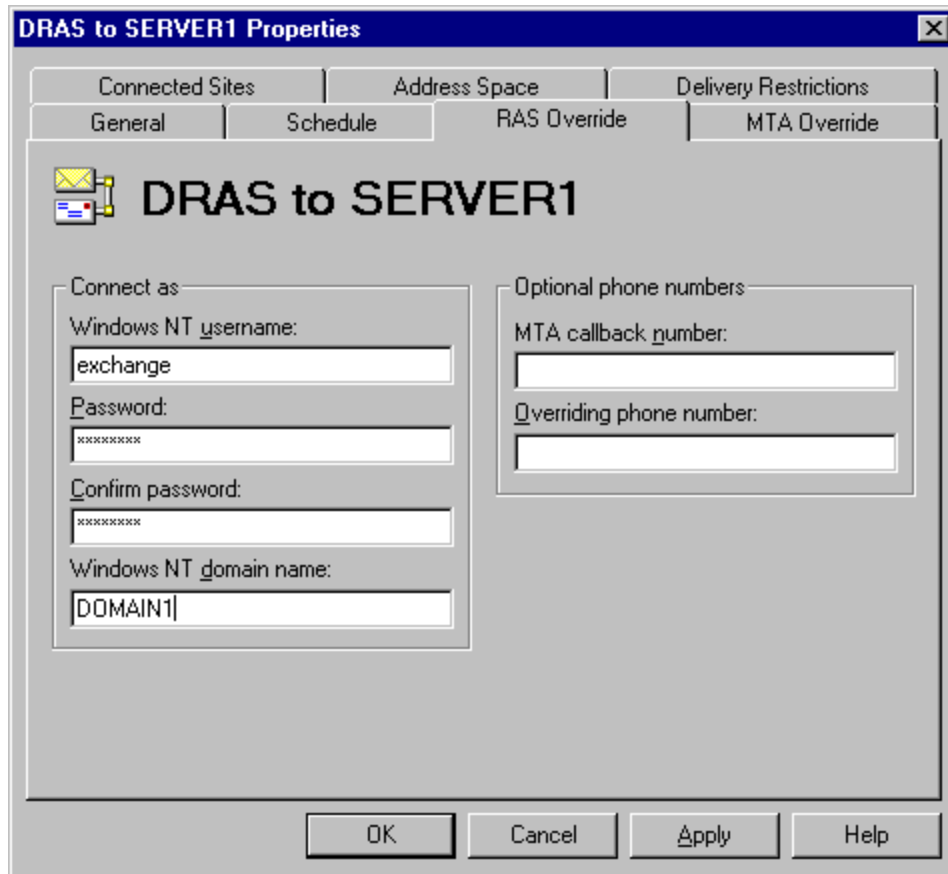 DRAS to SERVER1 Properties
Connected Sites
Address Space
Delivery Restrictions
General
Schedule
RAS Override
MTA Override
DRAS to SERVER1
Connect as
Windows NT username:
exchange
Password:
********
Confirm password:
********
Windows NT domain name:
DOMAIN1
Optional phone numbers
MTA callback number:
Overriding phone number:
OK
Cancel
Apply
Help